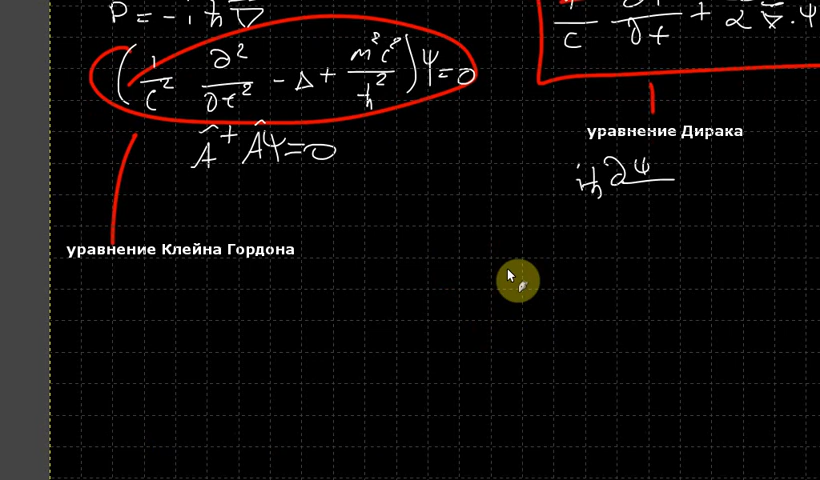 P = -iħ∇
(1/c² ∂²/∂t² - Δ + m²c²/ħ²)Ψ=0
Â⁺ÂΨ=0
уравнение Клейна Гордона
c ∂t + α∇·Ψ
уравнение Дирака
iħ ∂Ψ